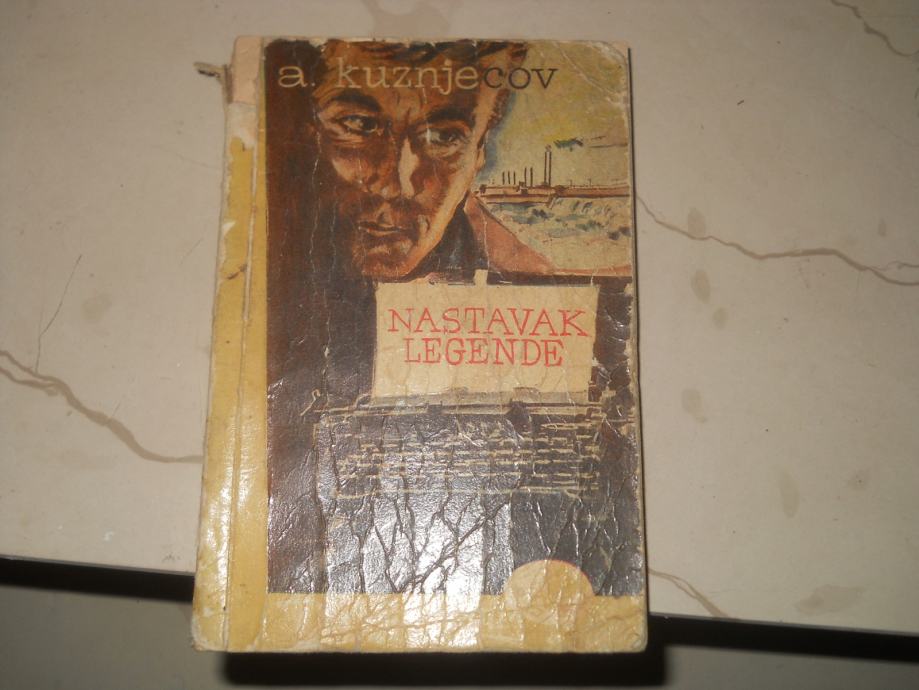 a. kuznjecov
NASTAVAK
LEGENDE